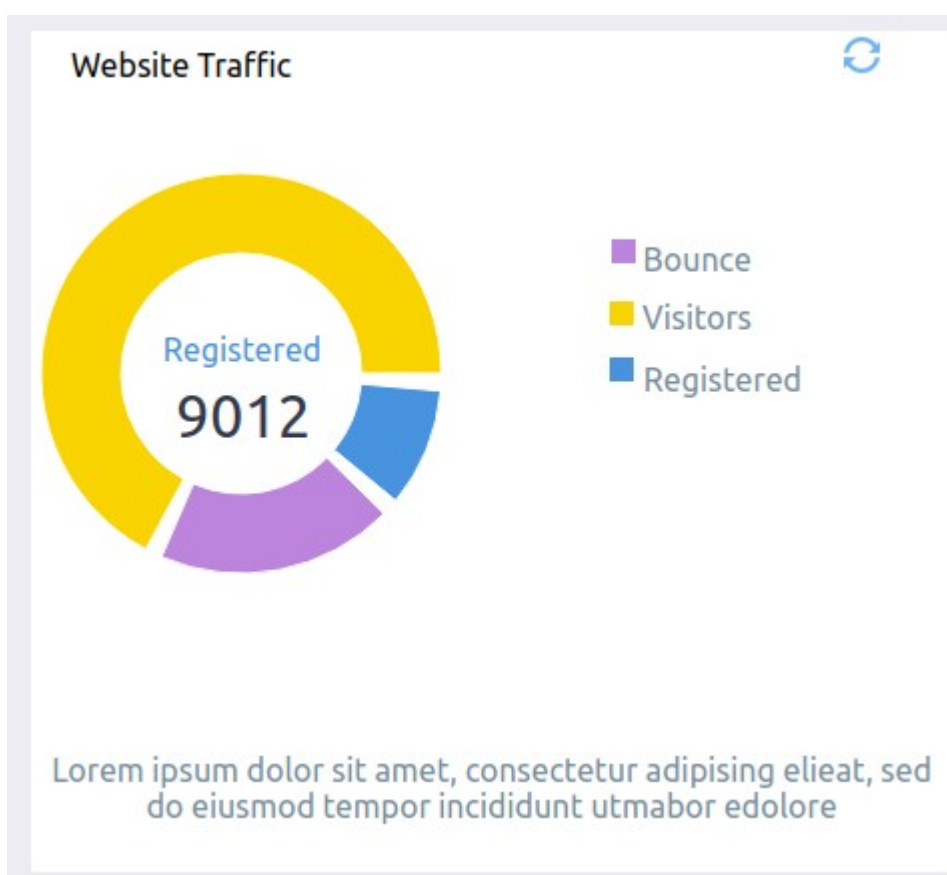 Website Traffic
Registered
9012
Bounce
Visitors
Registered
Lorem ipsum dolor sit amet, consectetur adipising elieat, sed
do eiusmod tempor incididunt utmabor edolore